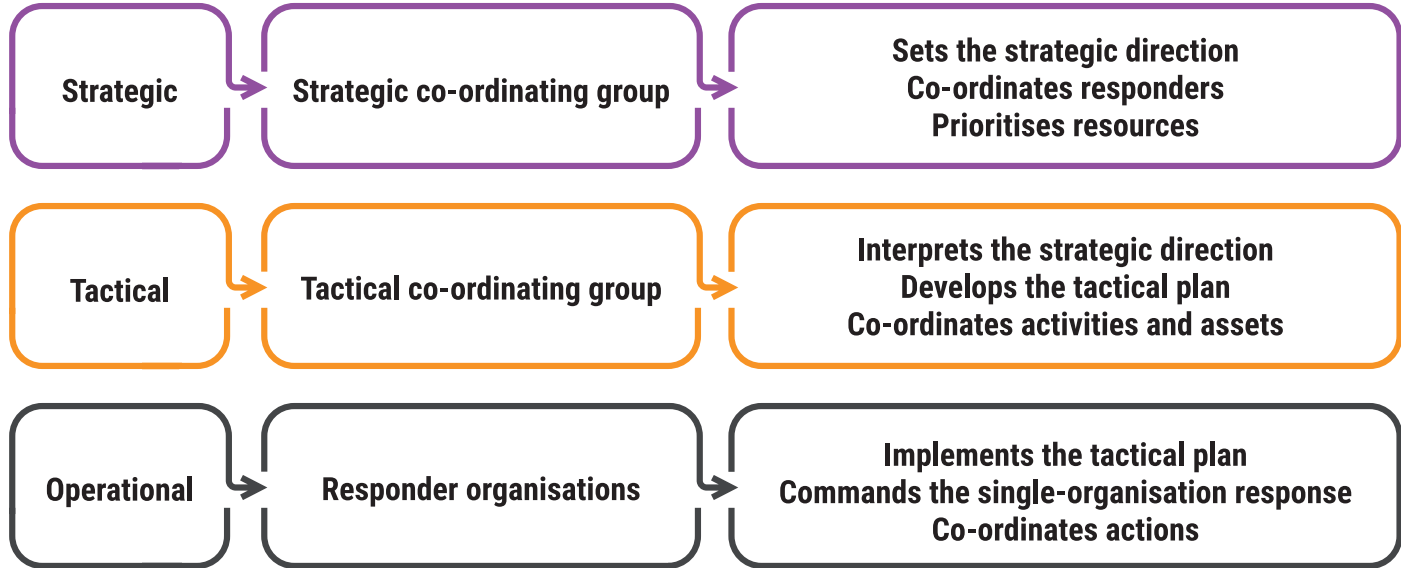 Strategic
Strategic co-ordinating group
Sets the strategic direction
Co-ordinates responders
Prioritises resources
Tactical
Tactical co-ordinating group
Interprets the strategic direction
Develops the tactical plan
Co-ordinates activities and assets
Operational
Responder organisations
Implements the tactical plan
Commands the single-organisation response
Co-ordinates actions